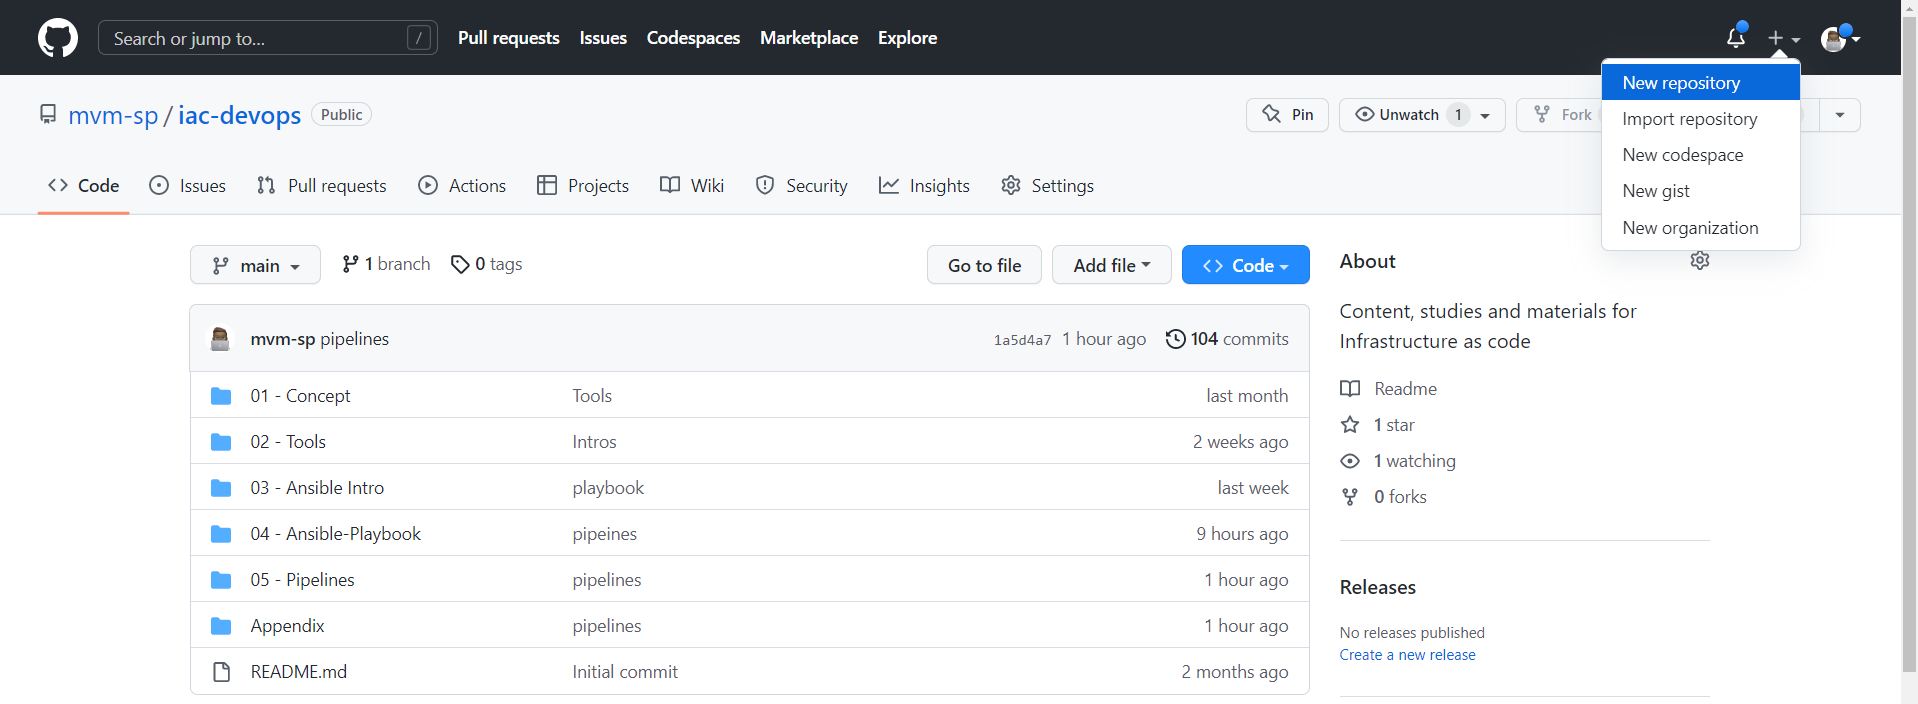 Search or jump to... /
Pull requests Issues Codespaces Marketplace Explore
New repository
Import repository
New codespace
New gist
New organization
mvm-sp / iac-devops Public
Pin Unwatch 1 Fork
Code Issues Pull requests Actions Projects Wiki Security Insights Settings
main 1 branch 0 tags Go to file Add file Code
mvm-sp pipelines 1a5d4a7 1 hour ago 104 commits
01 - Concept Tools last month
02 - Tools Intros 2 weeks ago
03 - Ansible Intro playbook last week
04 - Ansible-Playbook pipeines 9 hours ago
05 - Pipelines pipelines 1 hour ago
Appendix pipelines 1 hour ago
README.md Initial commit 2 months ago
About
Content, studies and materials for
Infrastructure as code
Readme
1 star
1 watching
0 forks
Releases
No releases published
Create a new release